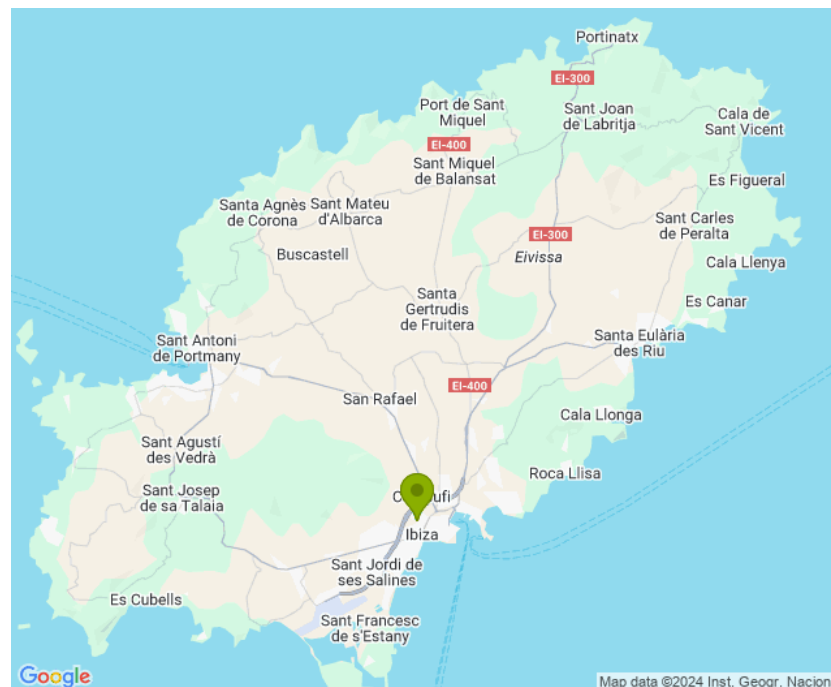 Portinatx
EI-300
Port de Sant
Miquel
Sant Joan
de Labritja
Cala de
Sant Vicent
EI-400
Sant Miquel
de Balansat
Es Figueral
Santa Agnès
de Corona
Sant Mateu
d'Albarca
Sant Carles
de Peralta
EI-300
Buscastell
Eivissa
Cala Llenya
Santa
Gertrudis
de Fruitera
Es Canar
Sant Antoni
de Portmany
Santa Eulària
des Riu
EI-400
San Rafael
Cala Llonga
Sant Agustí
des Vedrà
Roca Llisa
Sant Josep
de sa Talaia
Ibiza
Sant Jordi de
ses Salines
Es Cubells
Sant Francesc
de s'Estany
Google
Map data ©2024 Inst. Geogr. Nacion